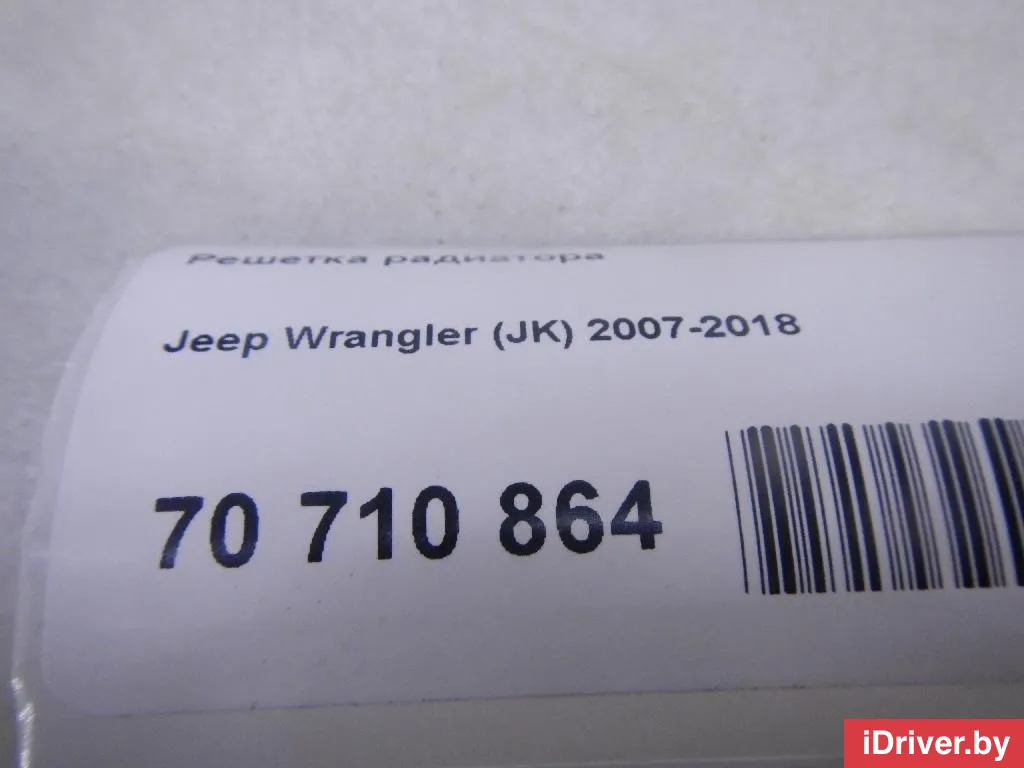 Решетка радиатора
Jeep Wrangler (JK) 2007-2018
70 710 864
iDriver.by